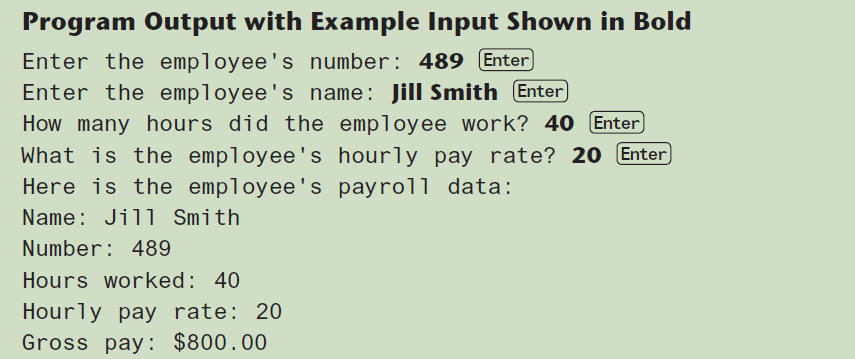 Program Output with Example Input Shown in Bold
Enter the employee's number: 489 Enter
Enter the employee's name: Jill Smith Enter
How many hours did the employee work? 40 Enter
What is the employee's hourly pay rate? 20 Enter
Here is the employee's payroll data:
Name: Jill Smith
Number: 489
Hours worked: 40
Hourly pay rate: 20
Gross pay: $800.00